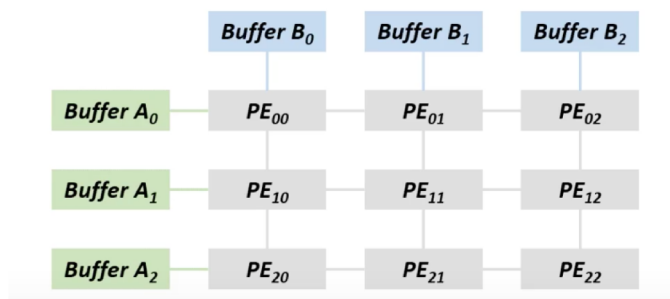 Buffer B₀ Buffer B₁ Buffer B₂
Buffer A₀ PE₀₀ PE₀₁ PE₀₂
Buffer A₁ PE₁₀ PE₁₁ PE₁₂
Buffer A₂ PE₂₀ PE₂₁ PE₂₂